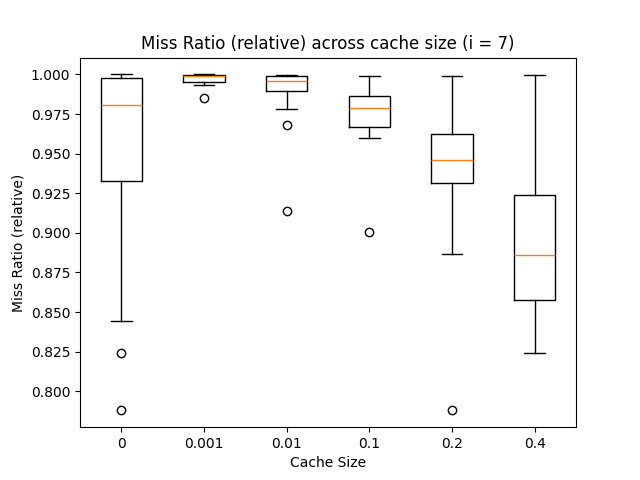 Miss Ratio (relative) across cache size (i = 7)
Miss Ratio (relative)
1.000
0.975
0.950
0.925
0.900
0.875
0.850
0.825
0.800
0 0.001 0.01 0.1 0.2 0.4
Cache Size